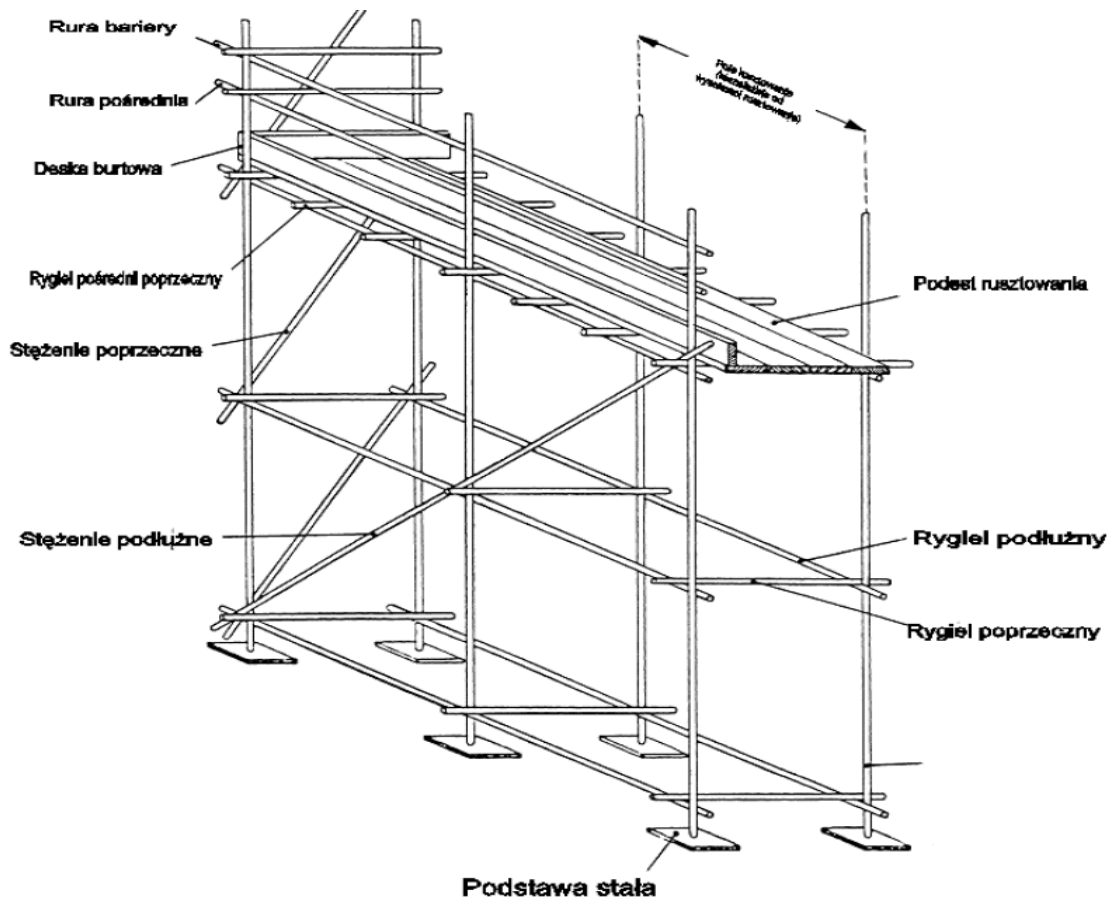 Rura bariery
Rura pośrednia
Deska burtowa
Rygiel pośredni poprzeczny
Stężenie poprzeczne
Stężenie podłużne
Podest rusztowania
Rygiel podłużny
Rygiel poprzeczny
Podstawa stała